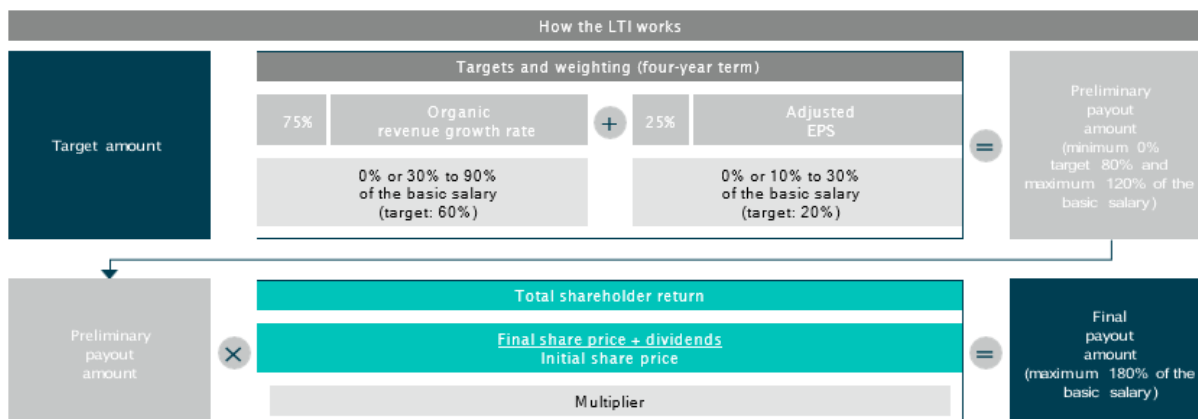 How the LTI works
Target amount
Targets and weighting (four-year term)
75%
Organic
revenue growth rate
+
25%
Adjusted
EPS
0% or 30% to 90%
of the basic salary
(target: 60%)
0% or 10% to 30%
of the basic salary
(target: 20%)
=
Preliminary
payout
amount
(minimum 0%
target 80% and
maximum 120% of the
basic salary)
Preliminary
payout
amount
×
Total shareholder return
Final share price + dividends
Initial share price
Multiplier
=
Final
payout
amount
(maximum 180% of the
basic salary)